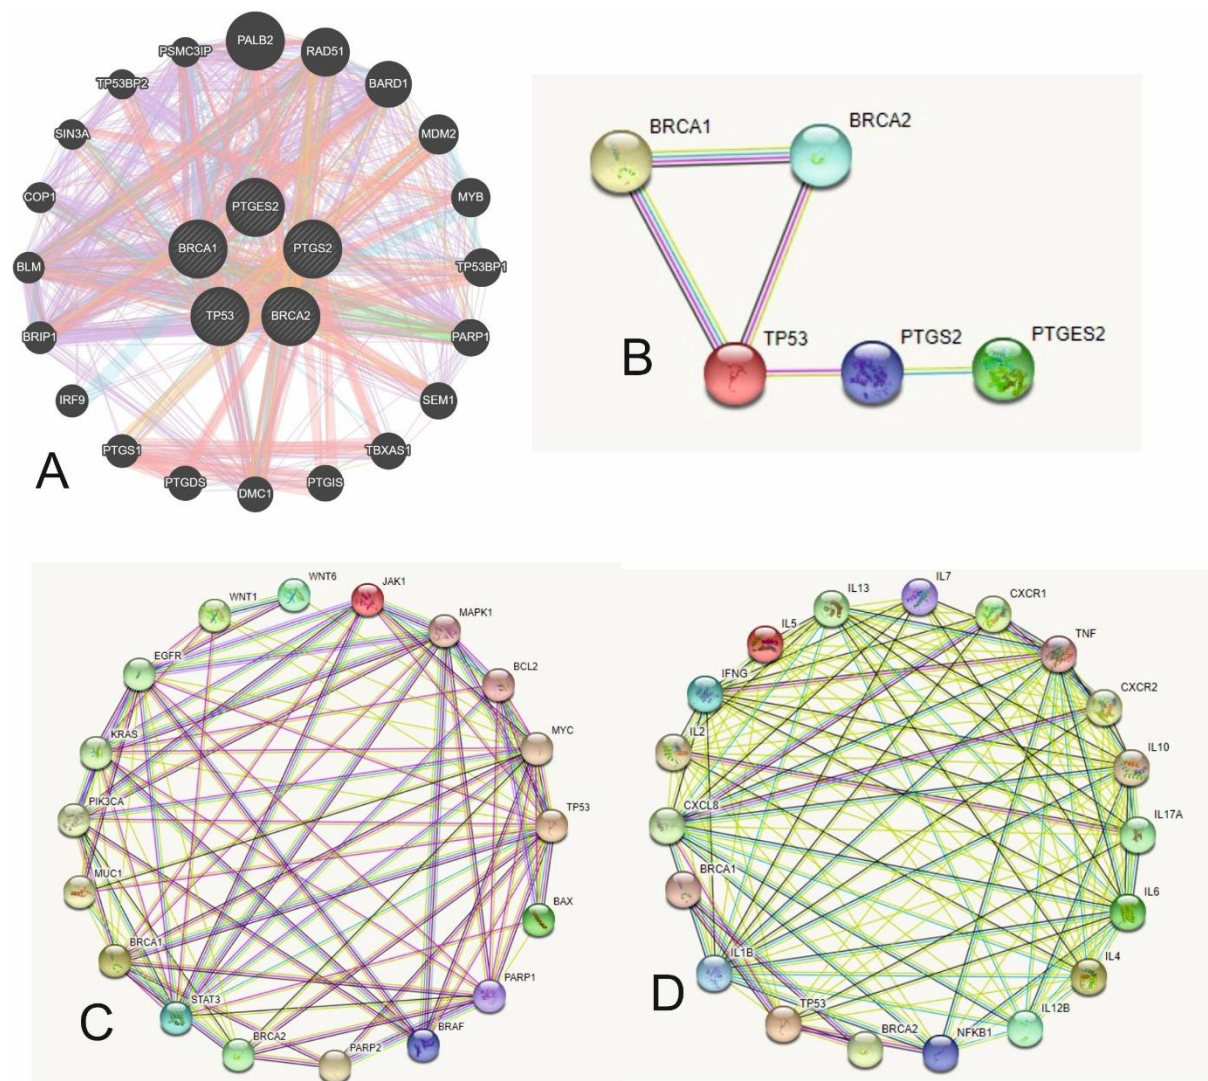 PALB2
PSMC3IP
RAD51
TP53BP2
BARD1
SIN3A
MDM2
COP1
MYB
PTGES2
BRCA1
PTGS2
BLM
TP53BP1
TP53
BRCA2
BRIP1
PARP1
IRF9
SEM1
PTGS1
TBXAS1
PTGDS
PTGIS
DMC1
A
BRCA1
BRCA2
TP53
PTGS2
PTGES2
B
WNT6
JAK1
WNT1
MAPK1
EGFR
BCL2
KRAS
MYC
PIK3CA
TP53
MUC1
BAX
BRCA1
PARP1
STAT3
BRCA2
BRAF
PARP2
C
IL13
IL7
CXCR1
IL5
TNF
IFNG
CXCR2
IL2
IL10
CXCL8
IL17A
BRCA1
IL6
IL1B
IL4
TP53
IL12B
BRCA2
NFKB1
D